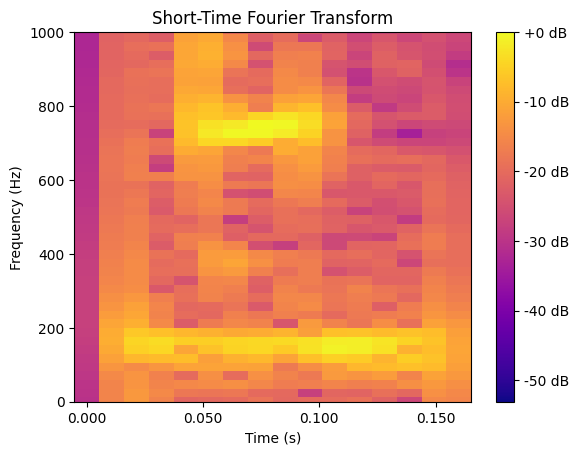 Short-Time Fourier Transform
Frequency (Hz)
1000
800
600
400
200
0
0.000
0.050
0.100
0.150
Time (s)
+0 dB
-10 dB
-20 dB
-30 dB
-40 dB
-50 dB